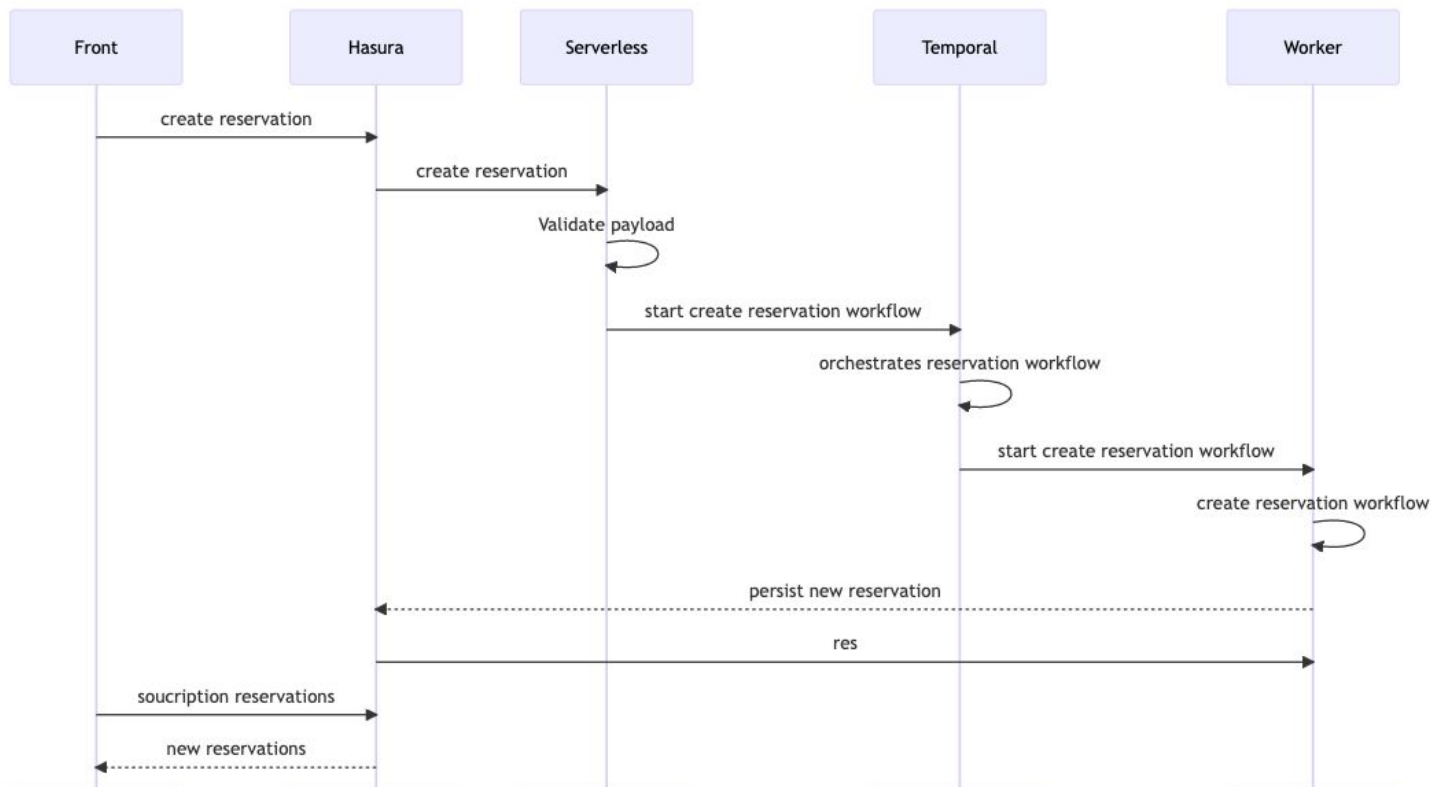 Front
Hasura
Serverless
Temporal
Worker
create reservation
create reservation
Validate payload
start create reservation workflow
orchestrates reservation workflow
start create reservation workflow
create reservation workflow
persist new reservation
res
soucription reservations
new reservations